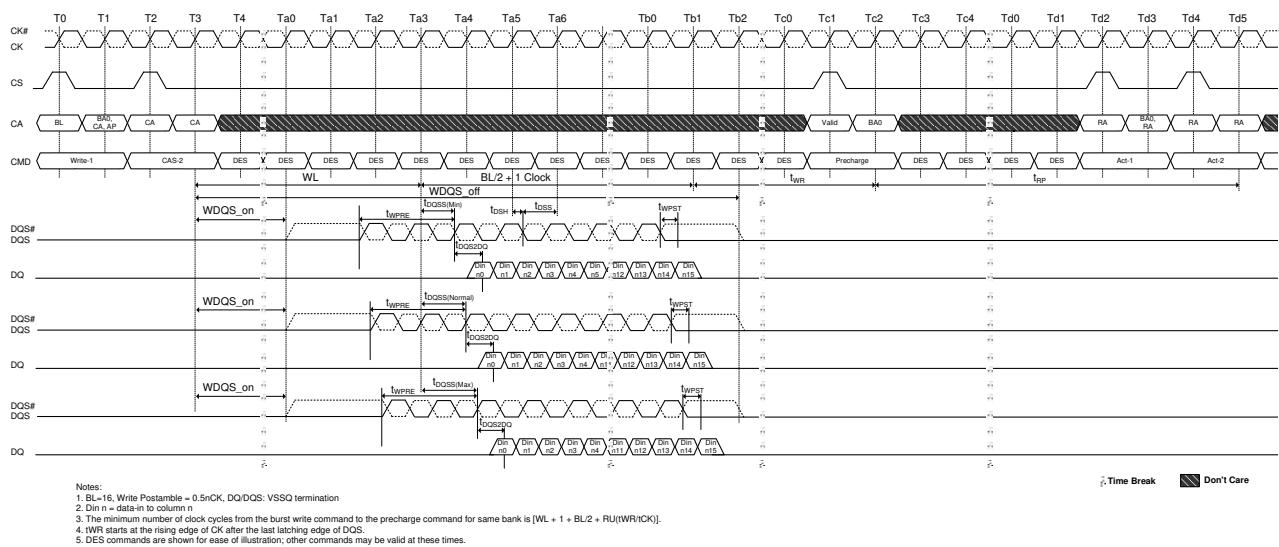 T0 T1 T2 T3 T4 Ta0 Ta1 Ta2 Ta3 Ta4 Ta5 Ta6 Tb0 Tb1 Tb2 Tc0 Tc1 Tc2 Tc3 Tc4 Td0 Td1 Td2 Td3 Td4 Td5
CK#
CK
CS
CA BL BA0, CA, AP CA CA Valid BA0 RA BA0, RA RA RA
CMD Write-1 CAS-2 DES DES DES DES DES DES DES DES DES DES DES DES DES Precharge DES DES DES DES Act-1 Act-2
WL BL/2 + 1 Clock tWR tRP
WDQS_off
WDQS_on tWPRE tDQSS(Min) tDSH tDSS tWPST
DQS#
DQS
tDQS2DQ
DQ Din n0 Din n1 Din n2 Din n3 Din n4 Din n5 Din n12 Din n13 Din n14 Din n15
WDQS_on tWPRE tDQSS(Normal) tWPST
DQS#
DQS
tDQS2DQ
DQ Din n0 Din n1 Din n2 Din n3 Din n4 Din n12 Din n13 Din n14 Din n15
WDQS_on tWPRE tDQSS(Max) tWPST
DQS#
DQS
tDQS2DQ
DQ Din n0 Din n1 Din n2 Din n3 Din n4 Din n11 Din n12 Din n13 Din n14 Din n15
Time Break Don't Care
Notes:
1. BL=16, Write Postamble = 0.5nCK, DQ/DQS: VSSQ termination
2. Din n = data-in to column n
3. The minimum number of clock cycles from the burst write command to the precharge command for same bank is [WL + 1 + BL/2 + RU(tWR/tCK)].
4. tWR starts at the rising edge of CK after the last latching edge of DQS.
5. DES commands are shown for ease of illustration; other commands may be valid at these times.